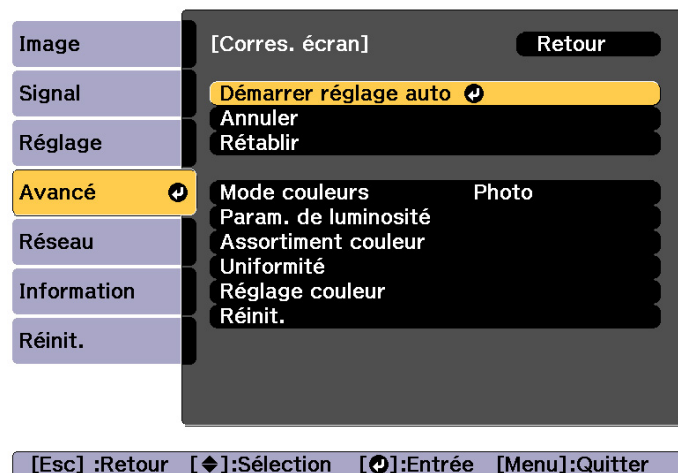 Image
Signal
Réglage
Avancé
Réseau
Information
Réinit.
[Corres. écran] Retour
Démarrer réglage auto
Annuler
Rétablir
Mode couleurs Photo
Param. de luminosité
Assortiment couleur
Uniformité
Réglage couleur
Réinit.
[Esc] :Retour [◆]:Sélection [↵]:Entrée [Menu]:Quitter